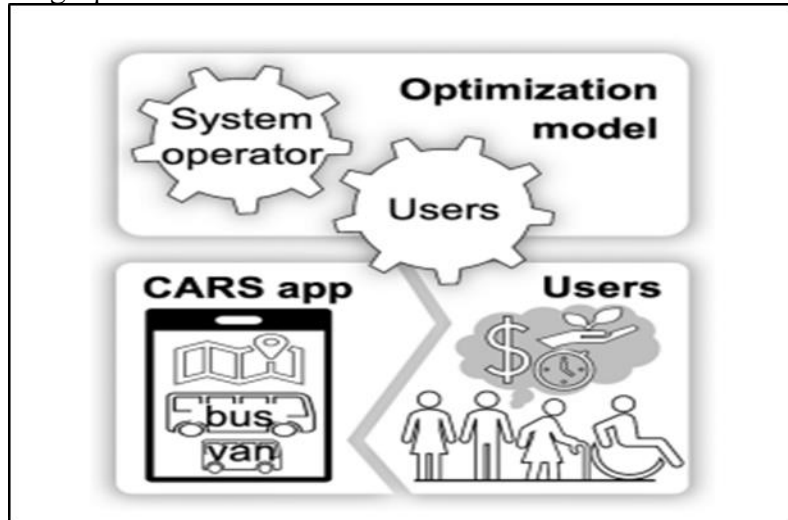 System
operator
Optimization
model
Users
CARS app
Users
$
bus
van